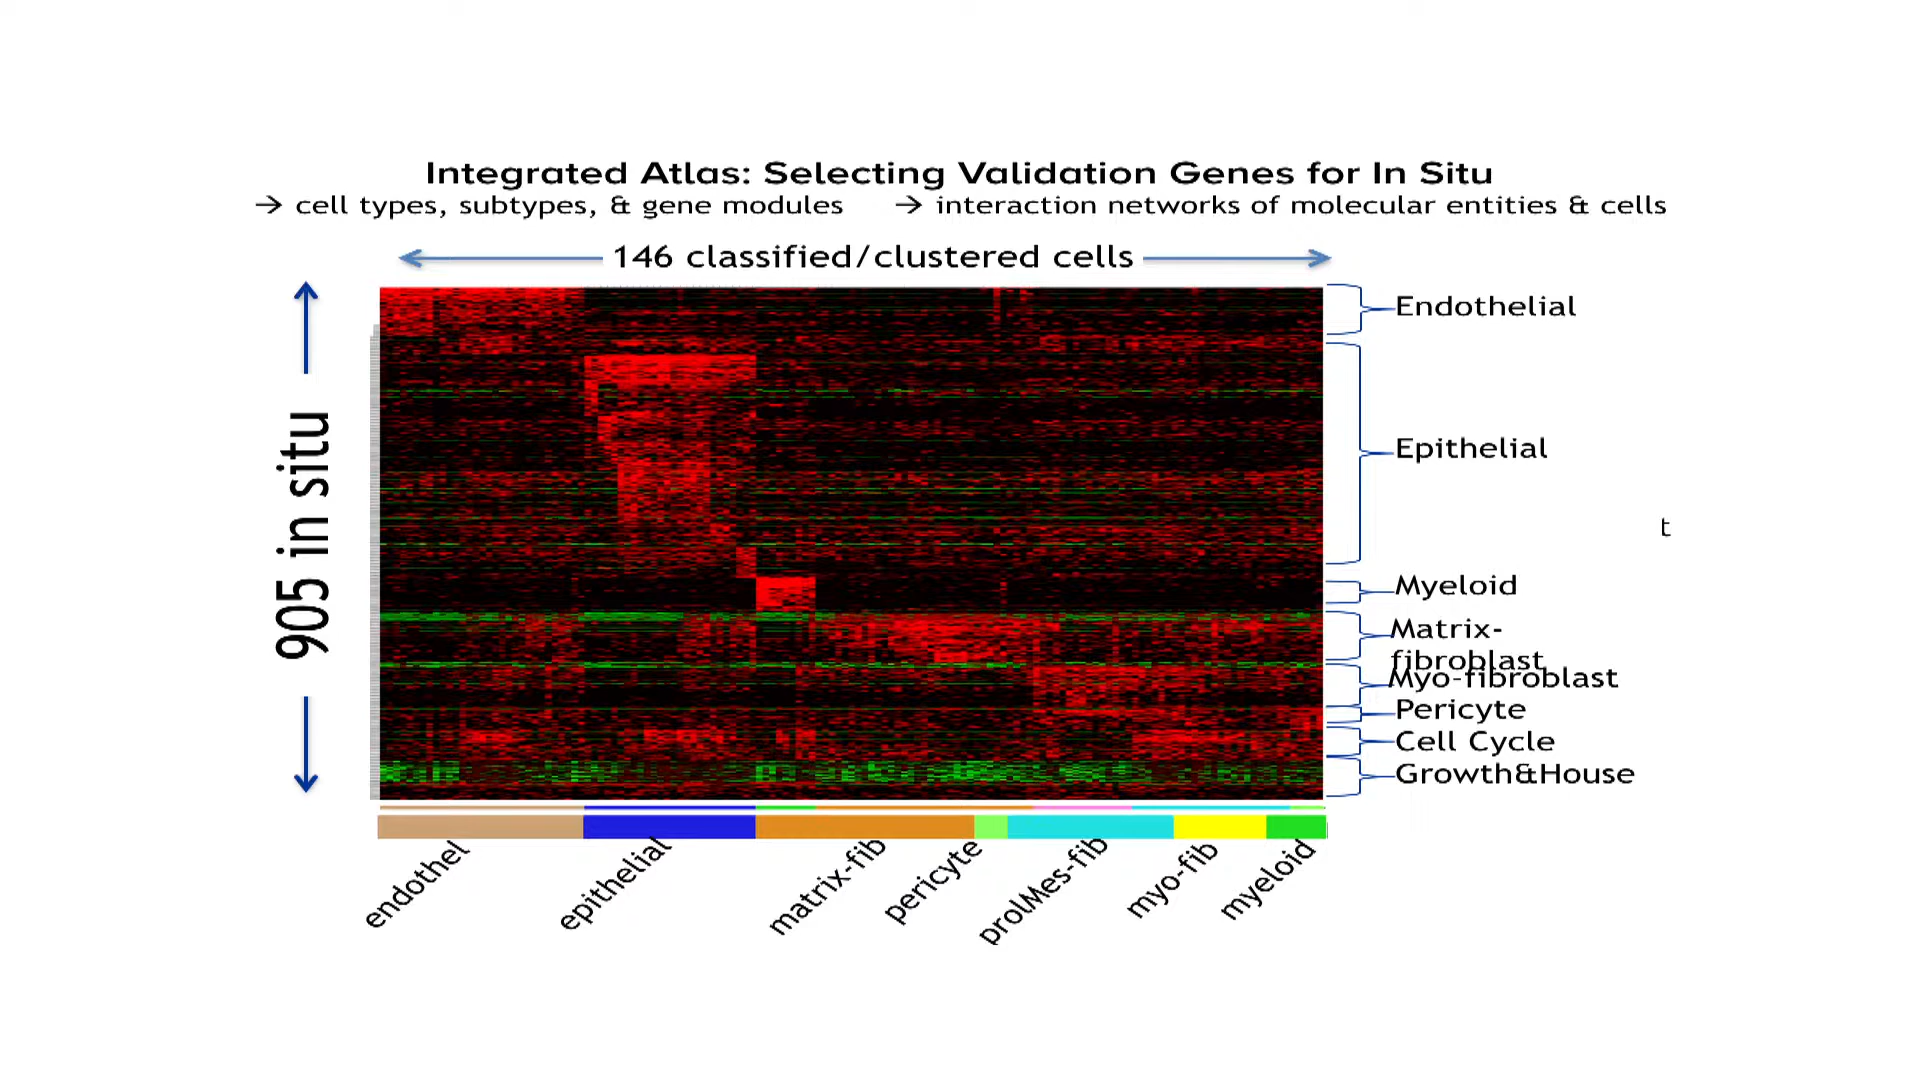 Integrated Atlas: Selecting Validation Genes for In Situ
→ cell types, subtypes, & gene modules → interaction networks of molecular entities & cells
146 classified/clustered cells
905 in situ
Endothelial
Epithelial
t
Myeloid
Matrix-
fibroblast
Myo-fibroblast
Pericyte
Cell Cycle
Growth&House
endothel
epithelial
matrix-fib
pericyte
prolMes-fib
myo-fib
myeloid